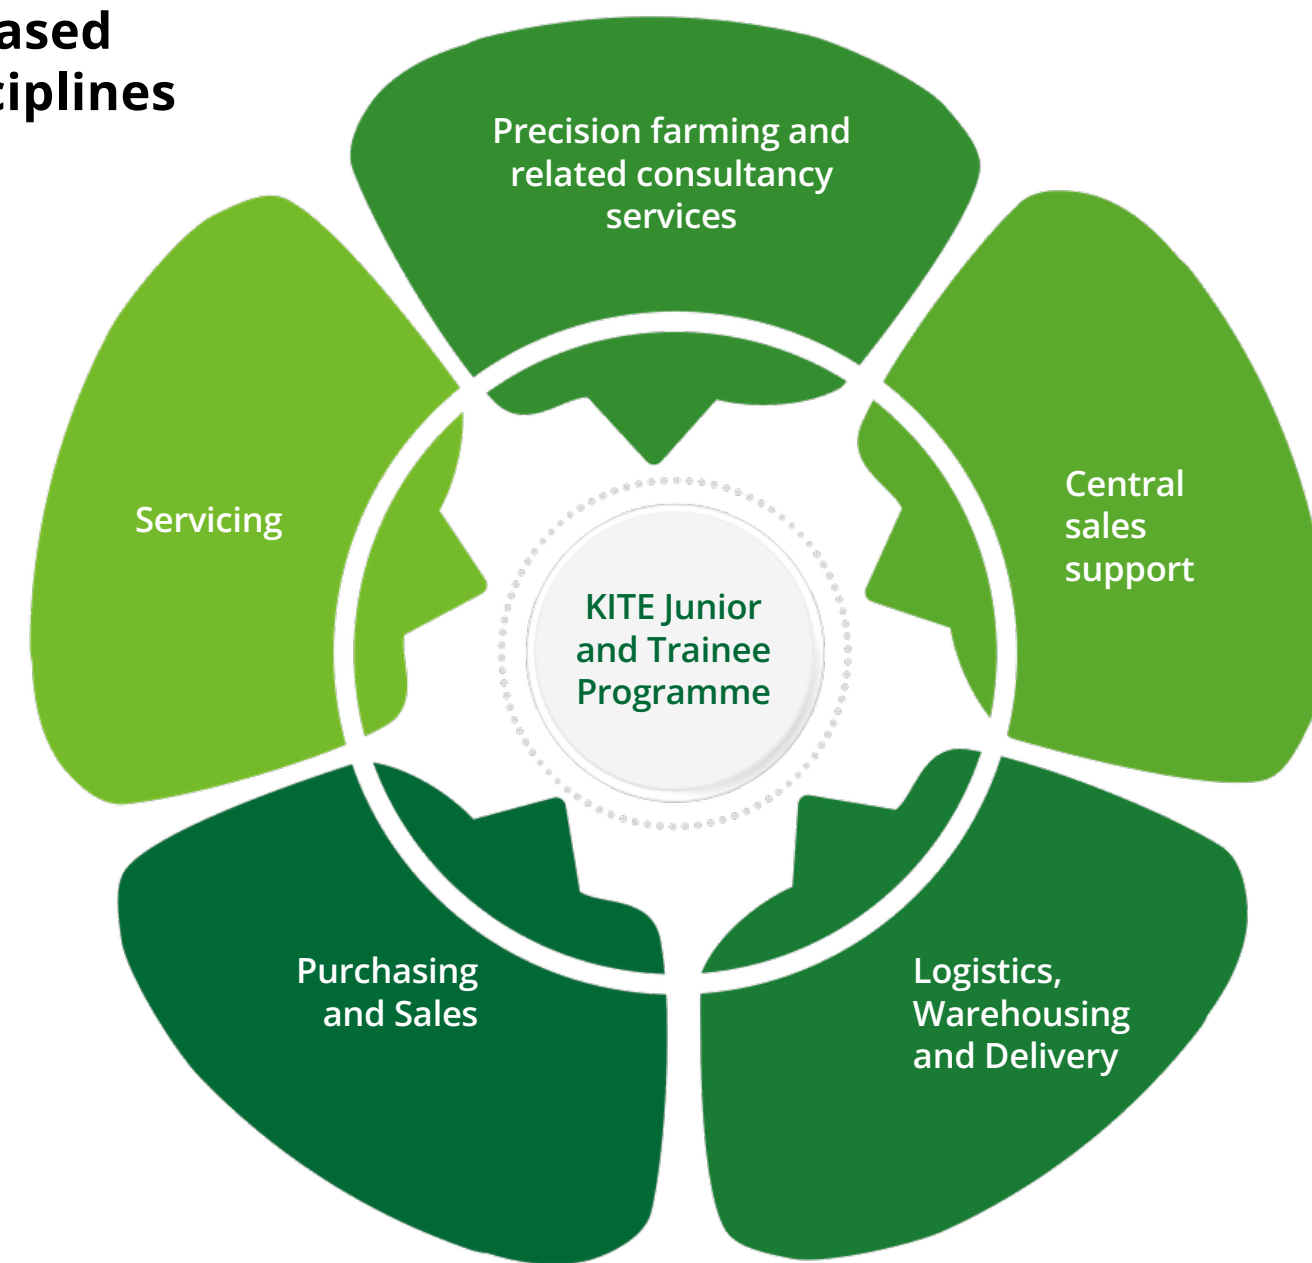 ased
ciplines
Precision farming and
related consultancy
services
Servicing
Central
sales
support
KITE Junior
and Trainee
Programme
Purchasing
and Sales
Logistics,
Warehousing
and Delivery